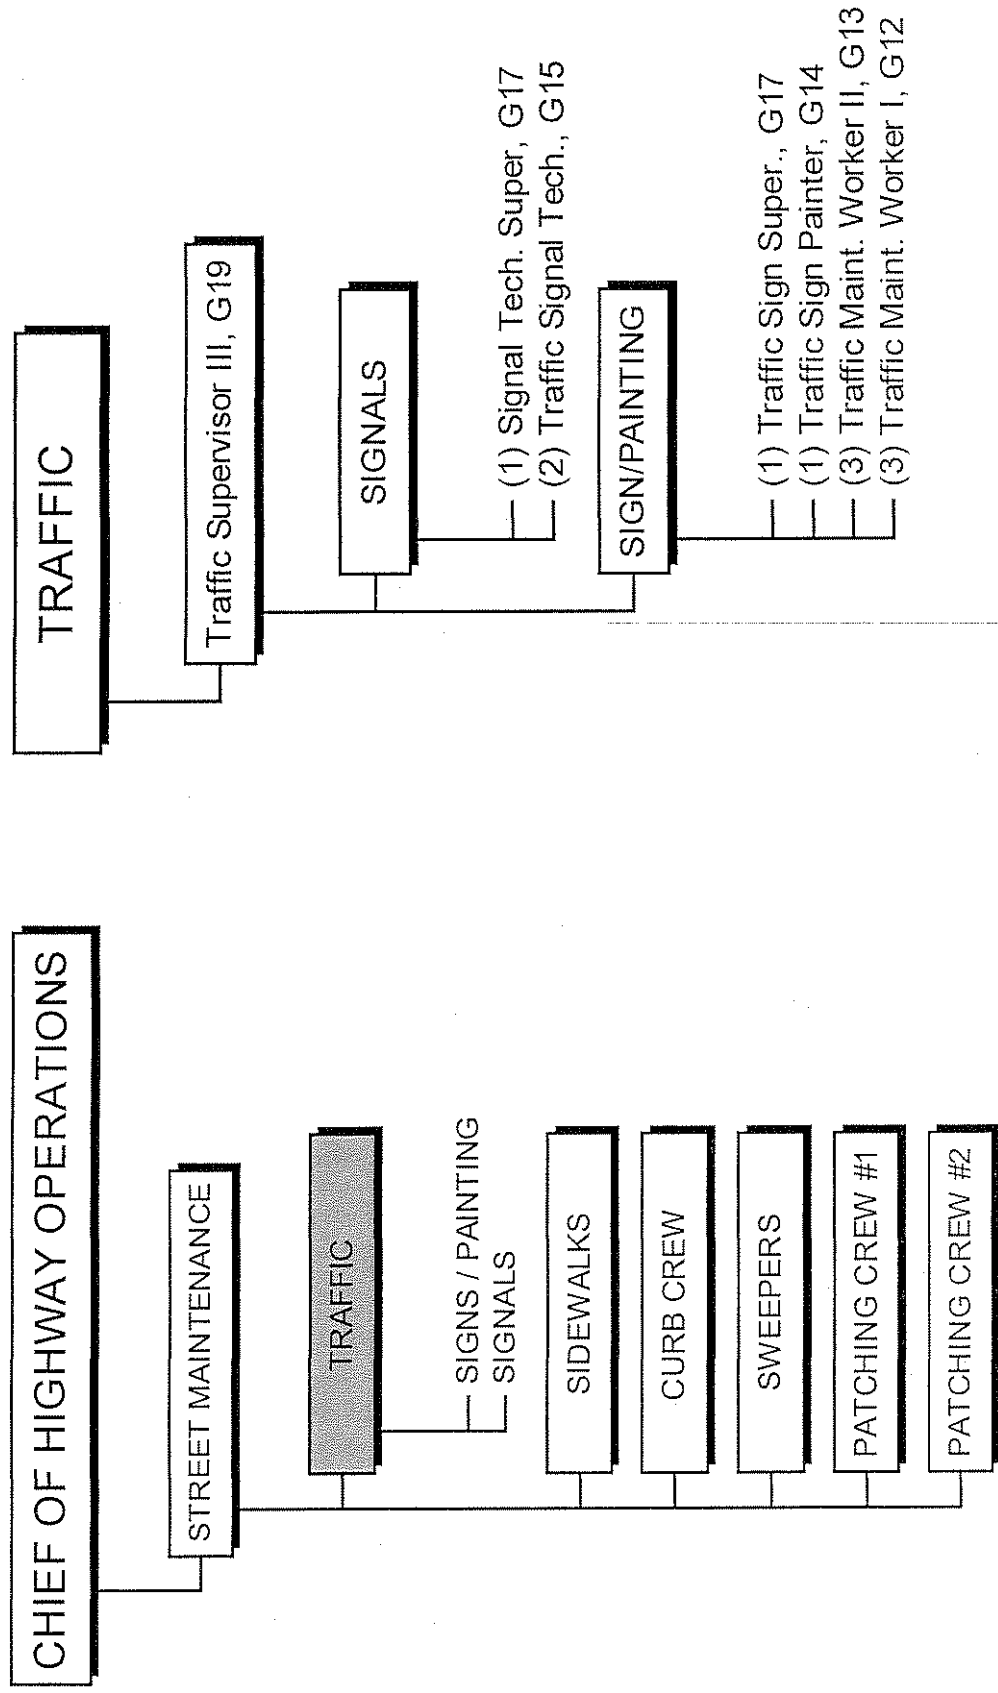 CHIEF OF HIGHWAY OPERATIONS
STREET MAINTENANCE
TRAFFIC
SIGNS / PAINTING
SIGNALS
SIDEWALKS
CURB CREW
SWEEPERS
PATCHING CREW #1
PATCHING CREW #2
TRAFFIC
Traffic Supervisor III, G19
SIGNALS
(1) Signal Tech. Super, G17
(2) Traffic Signal Tech., G15
SIGN/PAINTING
(1) Traffic Sign Super., G17
(1) Traffic Sign Painter, G14
(3) Traffic Maint. Worker II, G13
(3) Traffic Maint. Worker I, G12